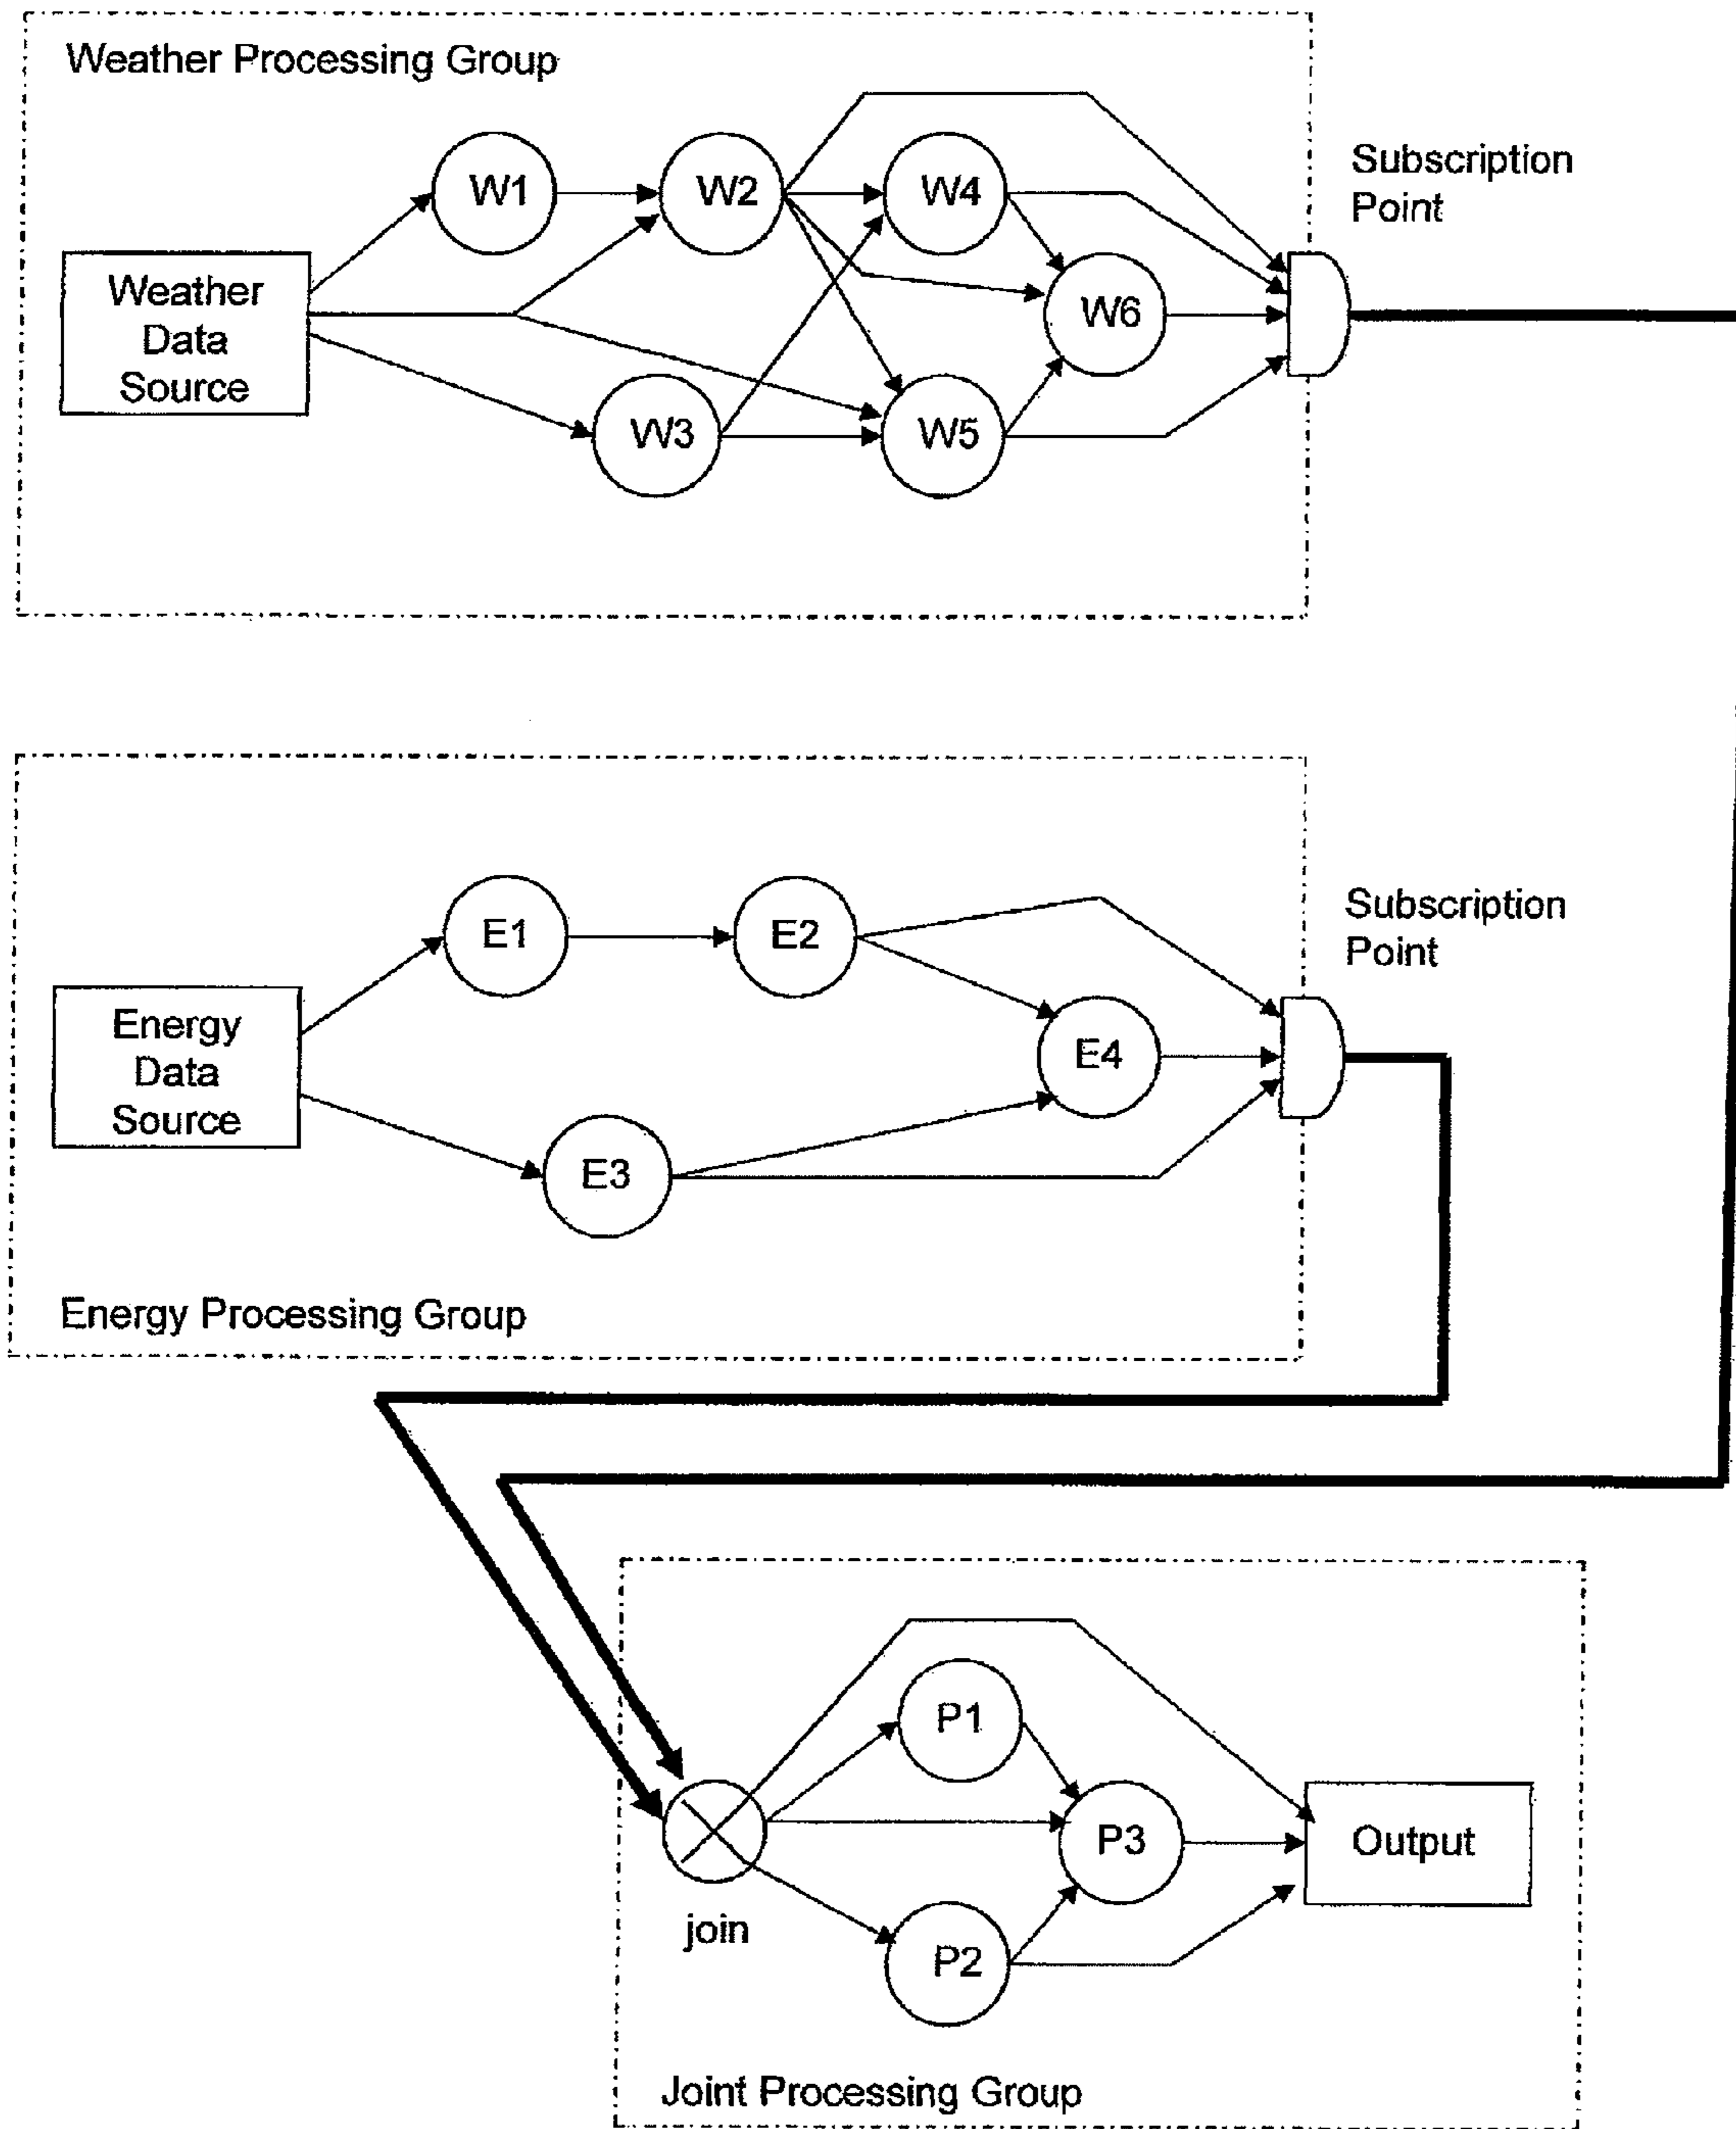 Weather Processing Group
W1
W2
W4
Subscription
Point
Weather
Data
Source
W6
W3
W5
E1
E2
Subscription
Point
Energy
Data
Source
E4
E3
Energy Processing Group
P1
P3
Output
join
P2
Joint Processing Group